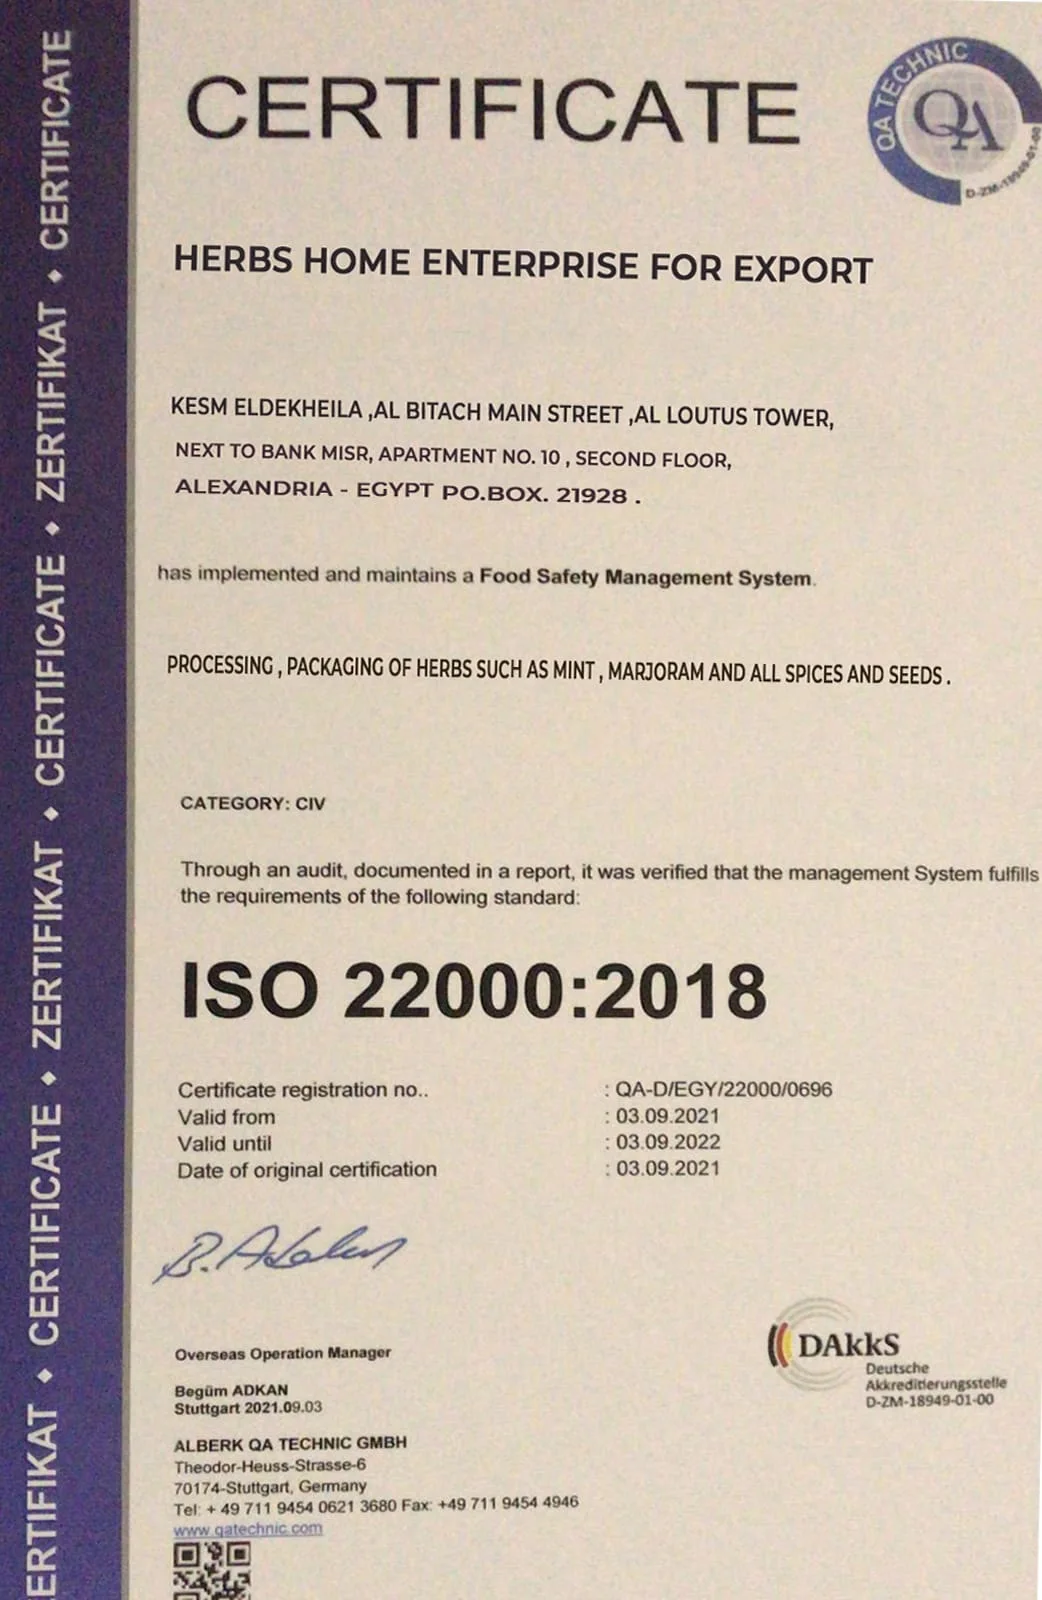 CERTIFICATE
QA TECHNIC
QA
D-ZM-18949-01-00
HERBS HOME ENTERPRISE FOR EXPORT
KESM ELDEKHEILA ,AL BITACH MAIN STREET ,AL LOUTUS TOWER,
NEXT TO BANK MISR, APARTMENT NO. 10 , SECOND FLOOR,
ALEXANDRIA - EGYPT PO.BOX. 21928 .
has implemented and maintains a Food Safety Management System.
PROCESSING , PACKAGING OF HERBS SUCH AS MINT , MARJORAM AND ALL SPICES AND SEEDS .
CATEGORY: CIV
Through an audit, documented in a report, it was verified that the management System fulfills
the requirements of the following standard:
ISO 22000:2018
Certificate registration no.. : QA-D/EGY/22000/0696
Valid from : 03.09.2021
Valid until : 03.09.2022
Date of original certification : 03.09.2021
Overseas Operation Manager
Begüm ADKAN
Stuttgart 2021.09.03
ALBERK QA TECHNIC GMBH
Theodor-Heuss-Strasse-6
70174-Stuttgart, Germany
Tel: + 49 711 9454 0621 3680 Fax: +49 711 9454 4946
www.qatechnic.com
DAkkS
Deutsche
Akkreditierungsstelle
D-ZM-18949-01-00
ERTIFIKAT ◆ CERTIFICATE ◆ ZERTIFIKAT ◆ CERTIFICATE ◆ ZERTIFIKAT ◆ CERTIFICATE